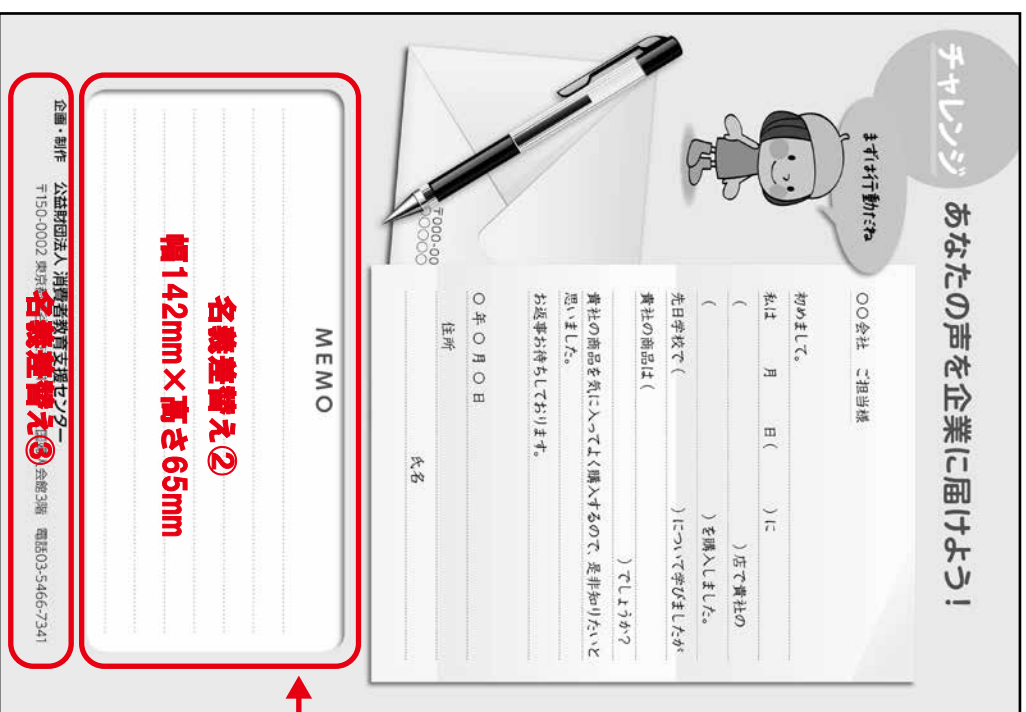 チャレンジ
あなたの声を企業に届けよう!
まずは行動だね
〒000-00
○○○○
○○会社 ご担当様
初めまして。
私は 月 日( )に
( )店で貴社の
( )を購入しました。
先日学校で( )について学びましたが
貴社の商品は(
)でしょうか?
貴社の商品を気に入ってよく購入するので、是非知りたいと
思いました。
お返事お待ちしております。
○ 年 ○ 月 ○ 日
住所
氏名
MEMO
名義差替え②
幅142mm×高さ65mm
企画・制作 公益財団法人 消費者教育支援センター
〒150-0002 東京 会館3階 電話03-5466-7341
名義差替え③